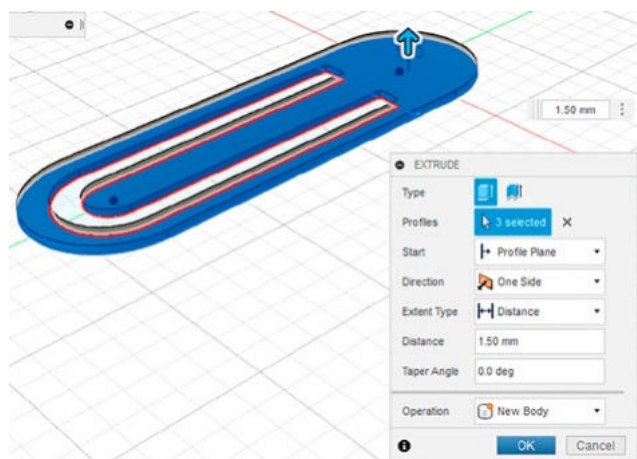 1.50 mm
EXTRUDE
Type
Profiles 3 selected
Start Profile Plane
Direction One Side
Extent Type Distance
Distance 1.50 mm
Taper Angle 0.0 deg
Operation New Body
OK Cancel